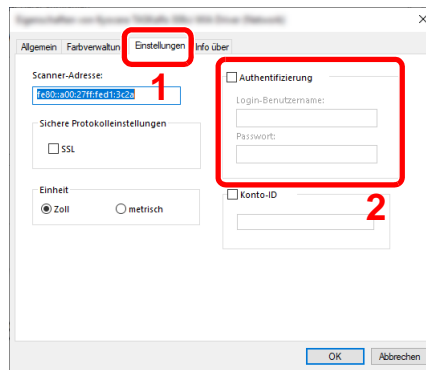 Allgemein Farbverwaltun Einstellungen Info über
1
Scanner-Adresse:
fe80::a00:27ff:fed1:3c2a
Sichere Protokolleinstellungen
SSL
Einheit
Zoll metrisch
Authentifizierung
Login-Benutzername:
Passwort:
2
Konto-ID
OK Abbrechen